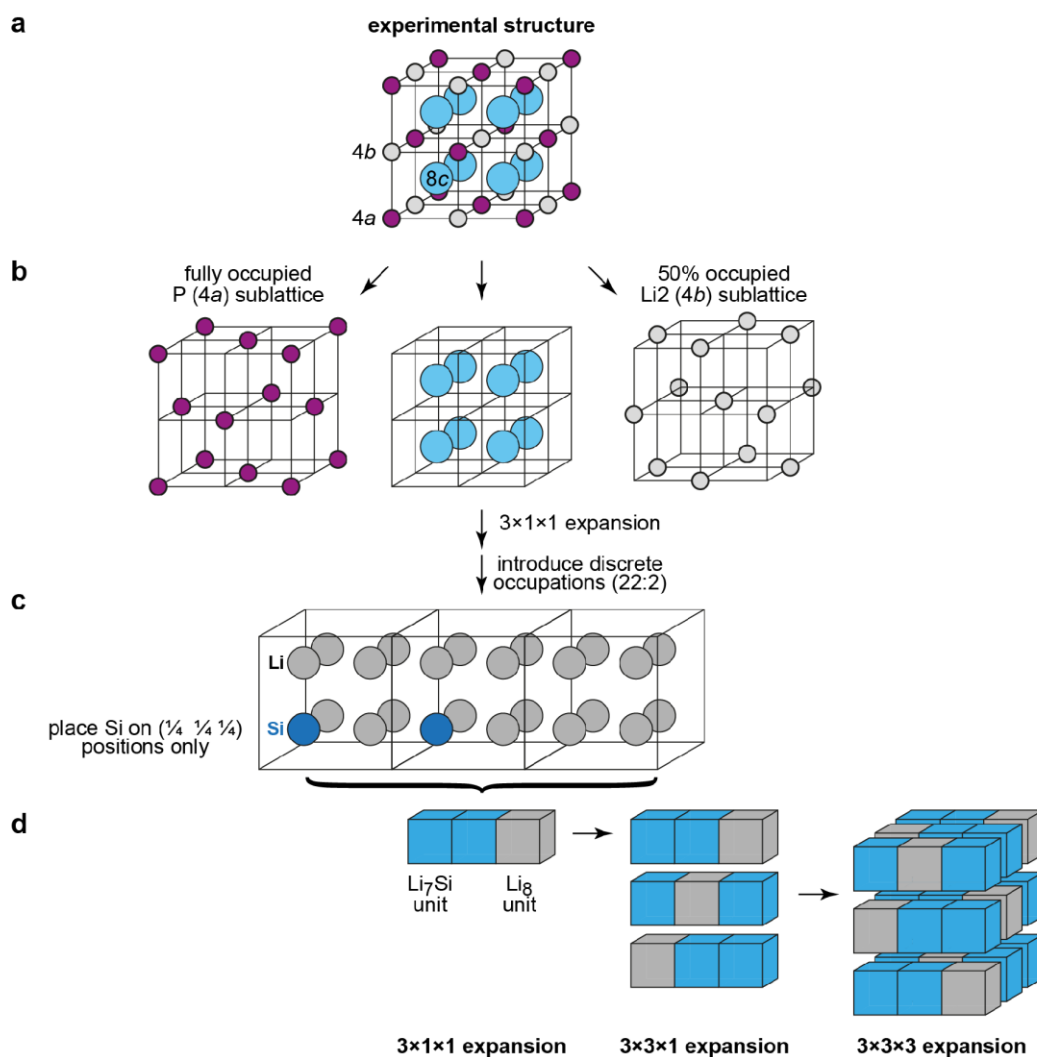 a
experimental structure
4b
8c
4a
b
fully occupied
P (4a) sublattice
50% occupied
Li2 (4b) sublattice
3×1×1 expansion
introduce discrete
occupations (22:2)
c
Li
Si
place Si on (¼ ¼ ¼)
positions only
d
Li₇Si
unit
Li₈
unit
3×1×1 expansion
3×3×1 expansion
3×3×3 expansion